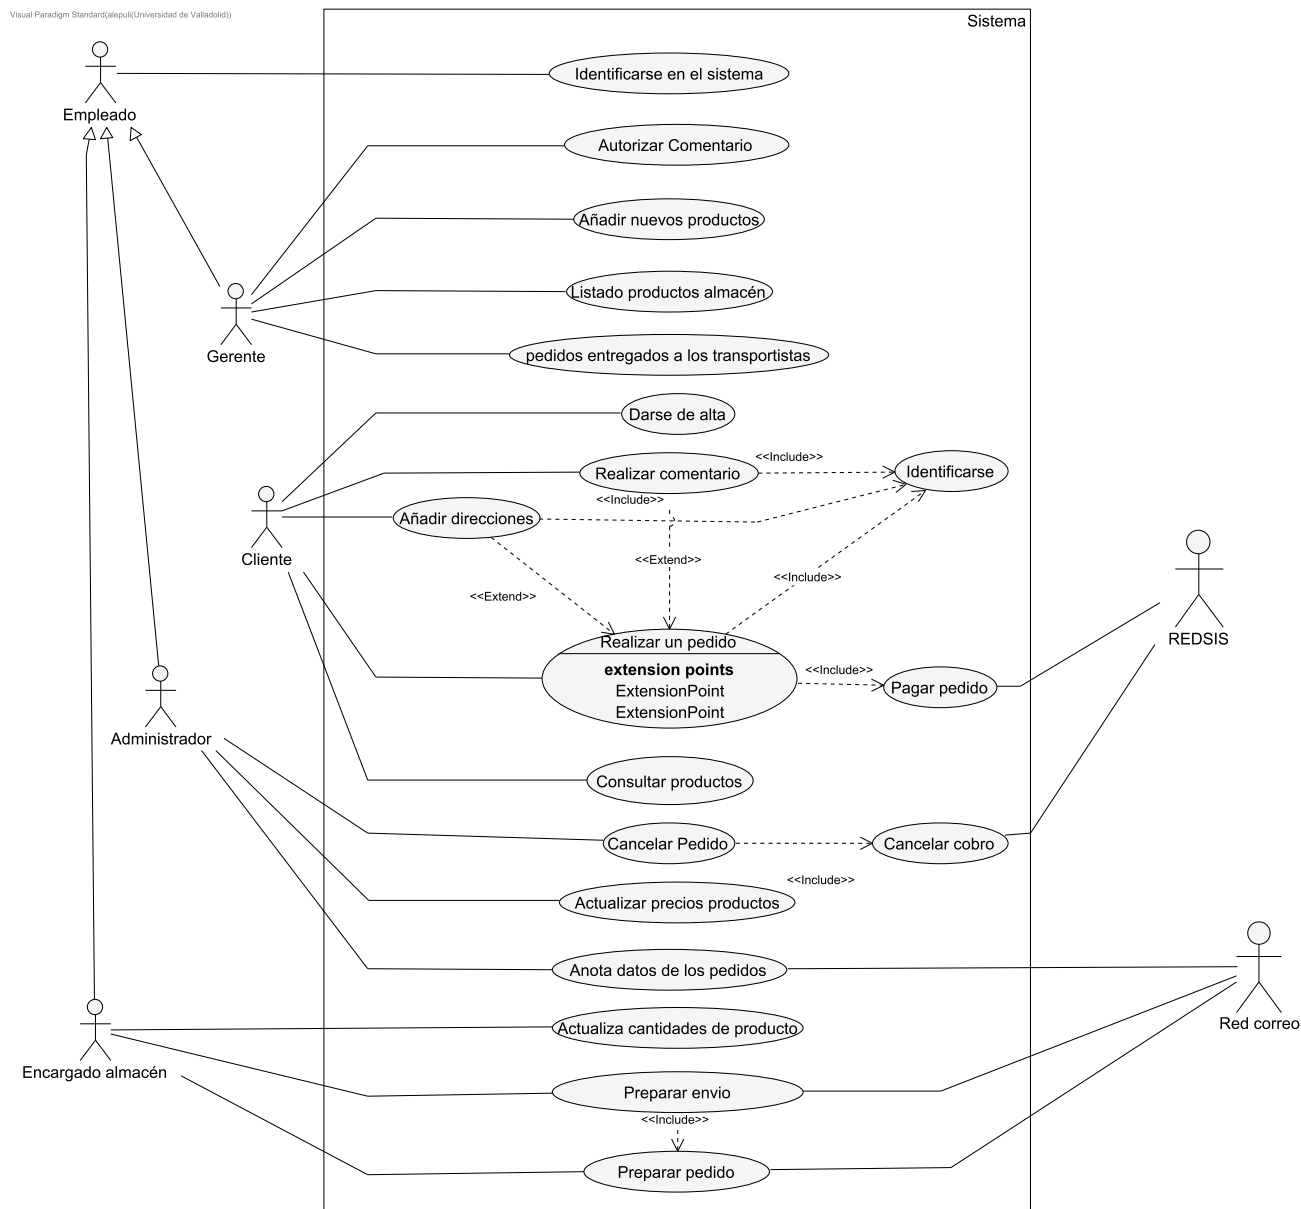 Visual Paradigm Standard(alepuli(Universidad de Valladolid))
Sistema
Identificarse en el sistema
Empleado
Autorizar Comentario
Añadir nuevos productos
Listado productos almacén
Gerente
pedidos entregados a los transportistas
Darse de alta
<<Include>>
Realizar comentario
Identificarse
<<Include>>
Añadir direcciones
Cliente
<<Extend>>
<<Include>>
<<Extend>>
REDSIS
Realizar un pedido
extension points
ExtensionPoint
ExtensionPoint
<<Include>>
Pagar pedido
Administrador
Consultar productos
Cancelar Pedido
Cancelar cobro
<<Include>>
Actualizar precios productos
Anota datos de los pedidos
Red correo
Actualiza cantidades de producto
Encargado almacén
Preparar envio
<<Include>>
Preparar pedido